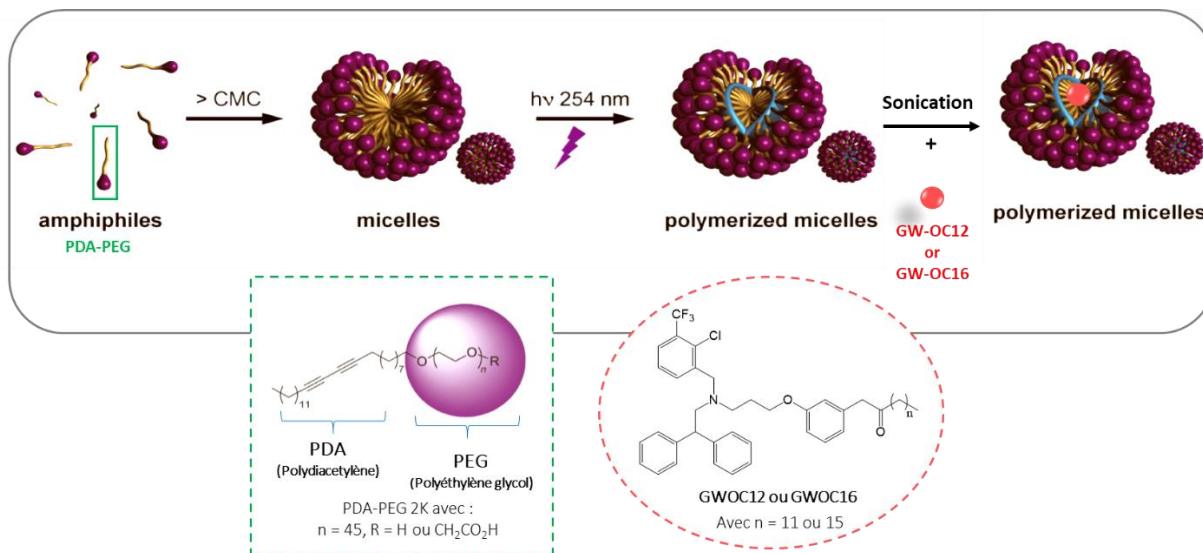 > CMC
hν 254 nm
Sonication
+
amphiphiles
PDA-PEG
micelles
polymerized micelles
GW-OC12
or
GW-OC16
polymerized micelles
O
O
R
n
7
11
PDA
(Polydiacetylène)
PEG
(Polyéthylène glycol)
PDA-PEG 2K avec :
n = 45, R = H ou CH₂CO₂H
CF₃
Cl
N
O
O
n
GWOC12 ou GWOC16
Avec n = 11 ou 15